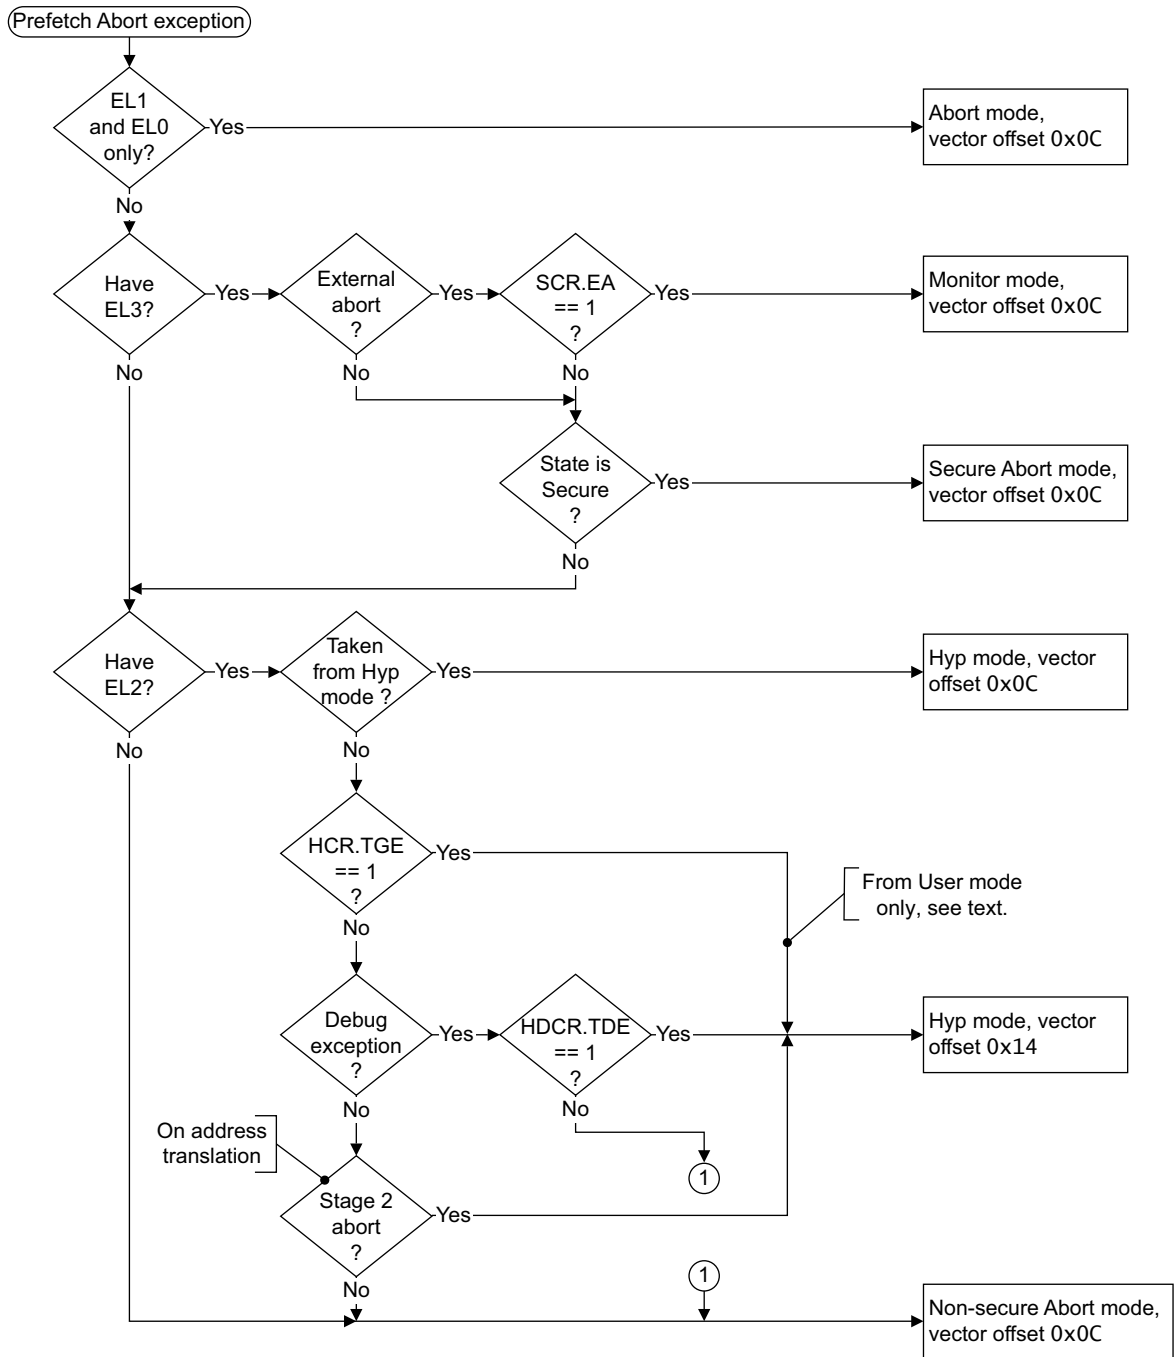 Prefetch Abort exception
EL1
and EL0
only?
Yes
Abort mode,
vector offset 0x0C
No
Have
EL3?
Yes
External
abort
?
Yes
SCR.EA
== 1
?
Yes
Monitor mode,
vector offset 0x0C
No
No
No
State is
Secure
?
Yes
Secure Abort mode,
vector offset 0x0C
No
Have
EL2?
Yes
Taken
from Hyp
mode ?
Yes
Hyp mode, vector
offset 0x0C
No
No
HCR.TGE
== 1
?
Yes
From User mode
only, see text.
No
Debug
exception
?
Yes
HDCR.TDE
== 1
?
Yes
Hyp mode, vector
offset 0x14
No
No
On address
translation
1
Stage 2
abort
?
Yes
No
1
Non-secure Abort mode,
vector offset 0x0C